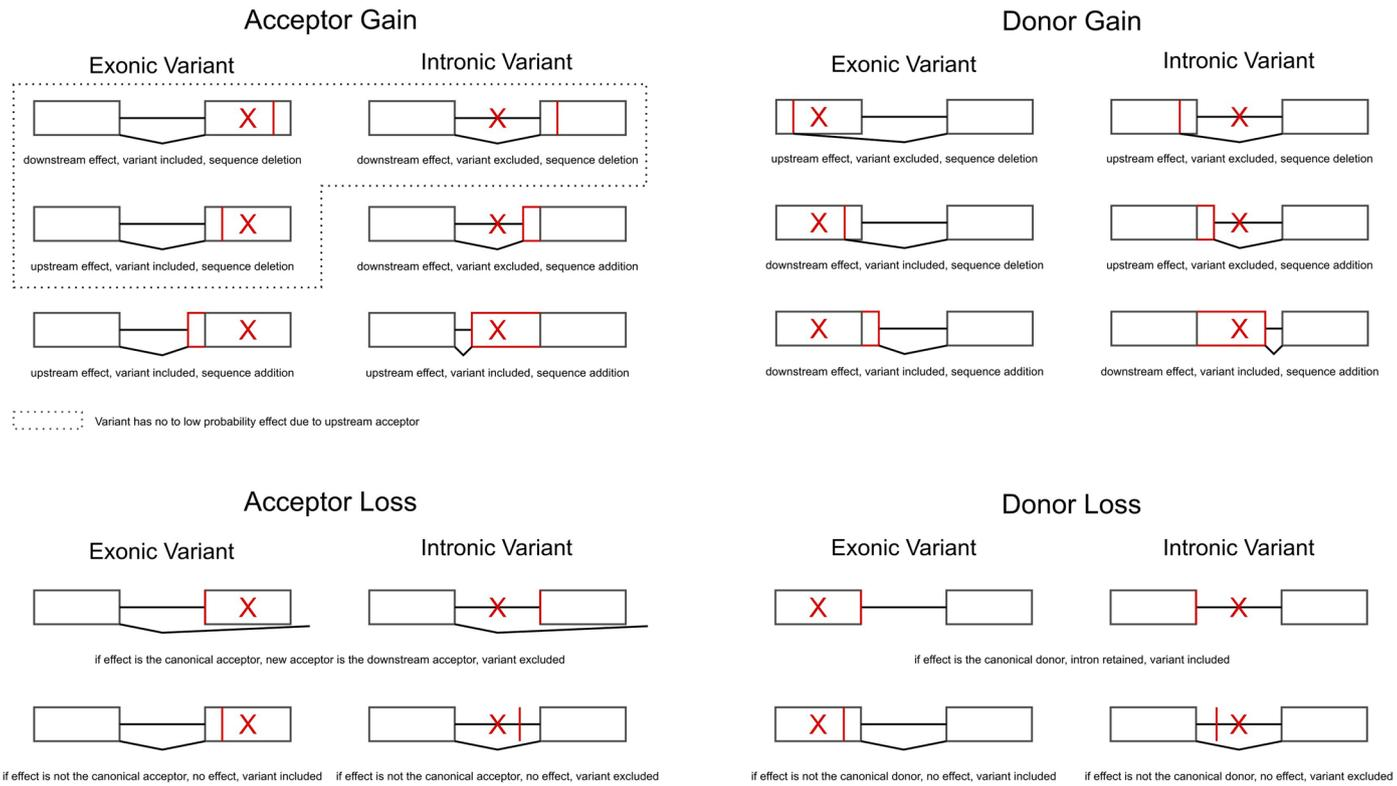 Acceptor Gain
Exonic Variant
Intronic Variant
X
X
downstream effect, variant included, sequence deletion
downstream effect, variant excluded, sequence deletion
X
X
upstream effect, variant included, sequence deletion
downstream effect, variant excluded, sequence addition
X
X
upstream effect, variant included, sequence addition
upstream effect, variant included, sequence addition
Variant has no to low probability effect due to upstream acceptor
Donor Gain
Exonic Variant
Intronic Variant
X
X
upstream effect, variant excluded, sequence deletion
upstream effect, variant excluded, sequence deletion
X
X
downstream effect, variant included, sequence deletion
upstream effect, variant excluded, sequence addition
X
X
downstream effect, variant included, sequence addition
downstream effect, variant included, sequence addition
Acceptor Loss
Exonic Variant
Intronic Variant
X
X
if effect is the canonical acceptor, new acceptor is the downstream acceptor, variant excluded
X
X
if effect is not the canonical acceptor, no effect, variant included
if effect is not the canonical acceptor, no effect, variant excluded
Donor Loss
Exonic Variant
Intronic Variant
X
X
if effect is the canonical donor, intron retained, variant included
X
X
if effect is not the canonical donor, no effect, variant included
if effect is not the canonical donor, no effect, variant excluded